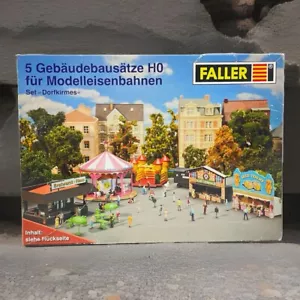 5 Gebäudebausätze H0
für Modelleisenbahnen
Set »Dorfkirmes«
FALLER
Inhalt:
siehe Rückseite